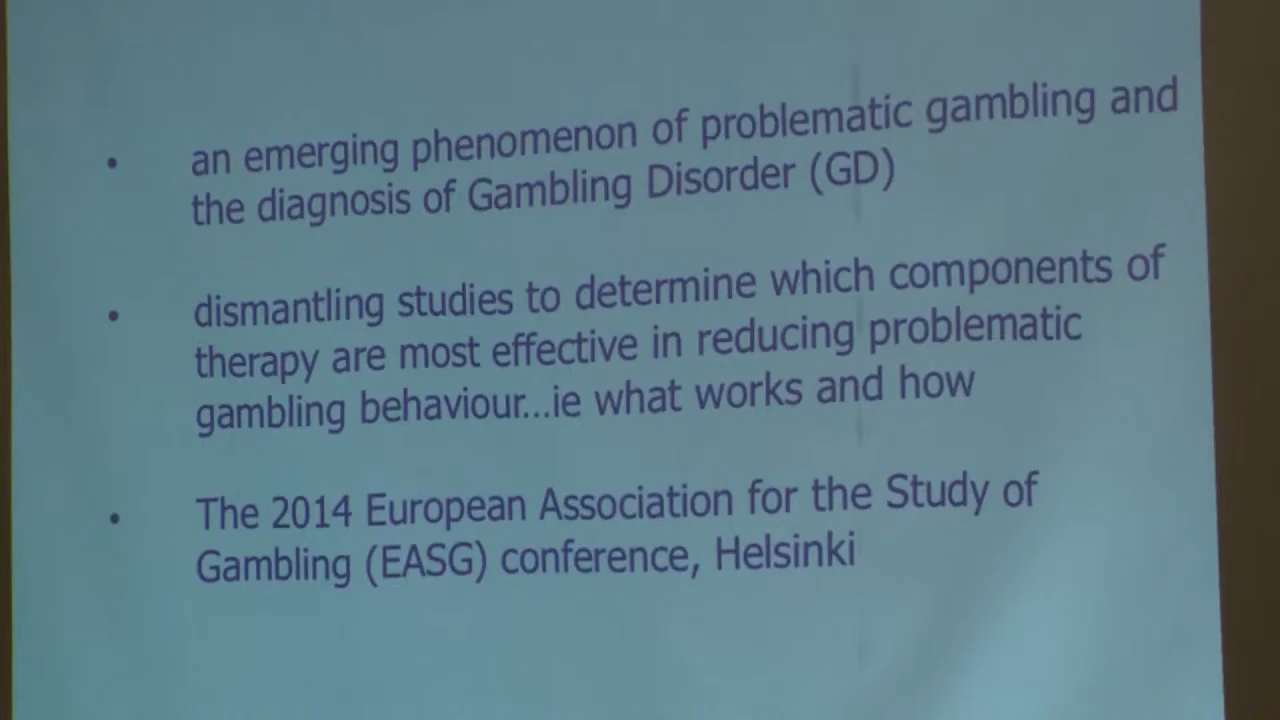 • an emerging phenomenon of problematic gambling and
the diagnosis of Gambling Disorder (GD)
• dismantling studies to determine which components of
therapy are most effective in reducing problematic
gambling behaviour...ie what works and how
• The 2014 European Association for the Study of
Gambling (EASG) conference, Helsinki